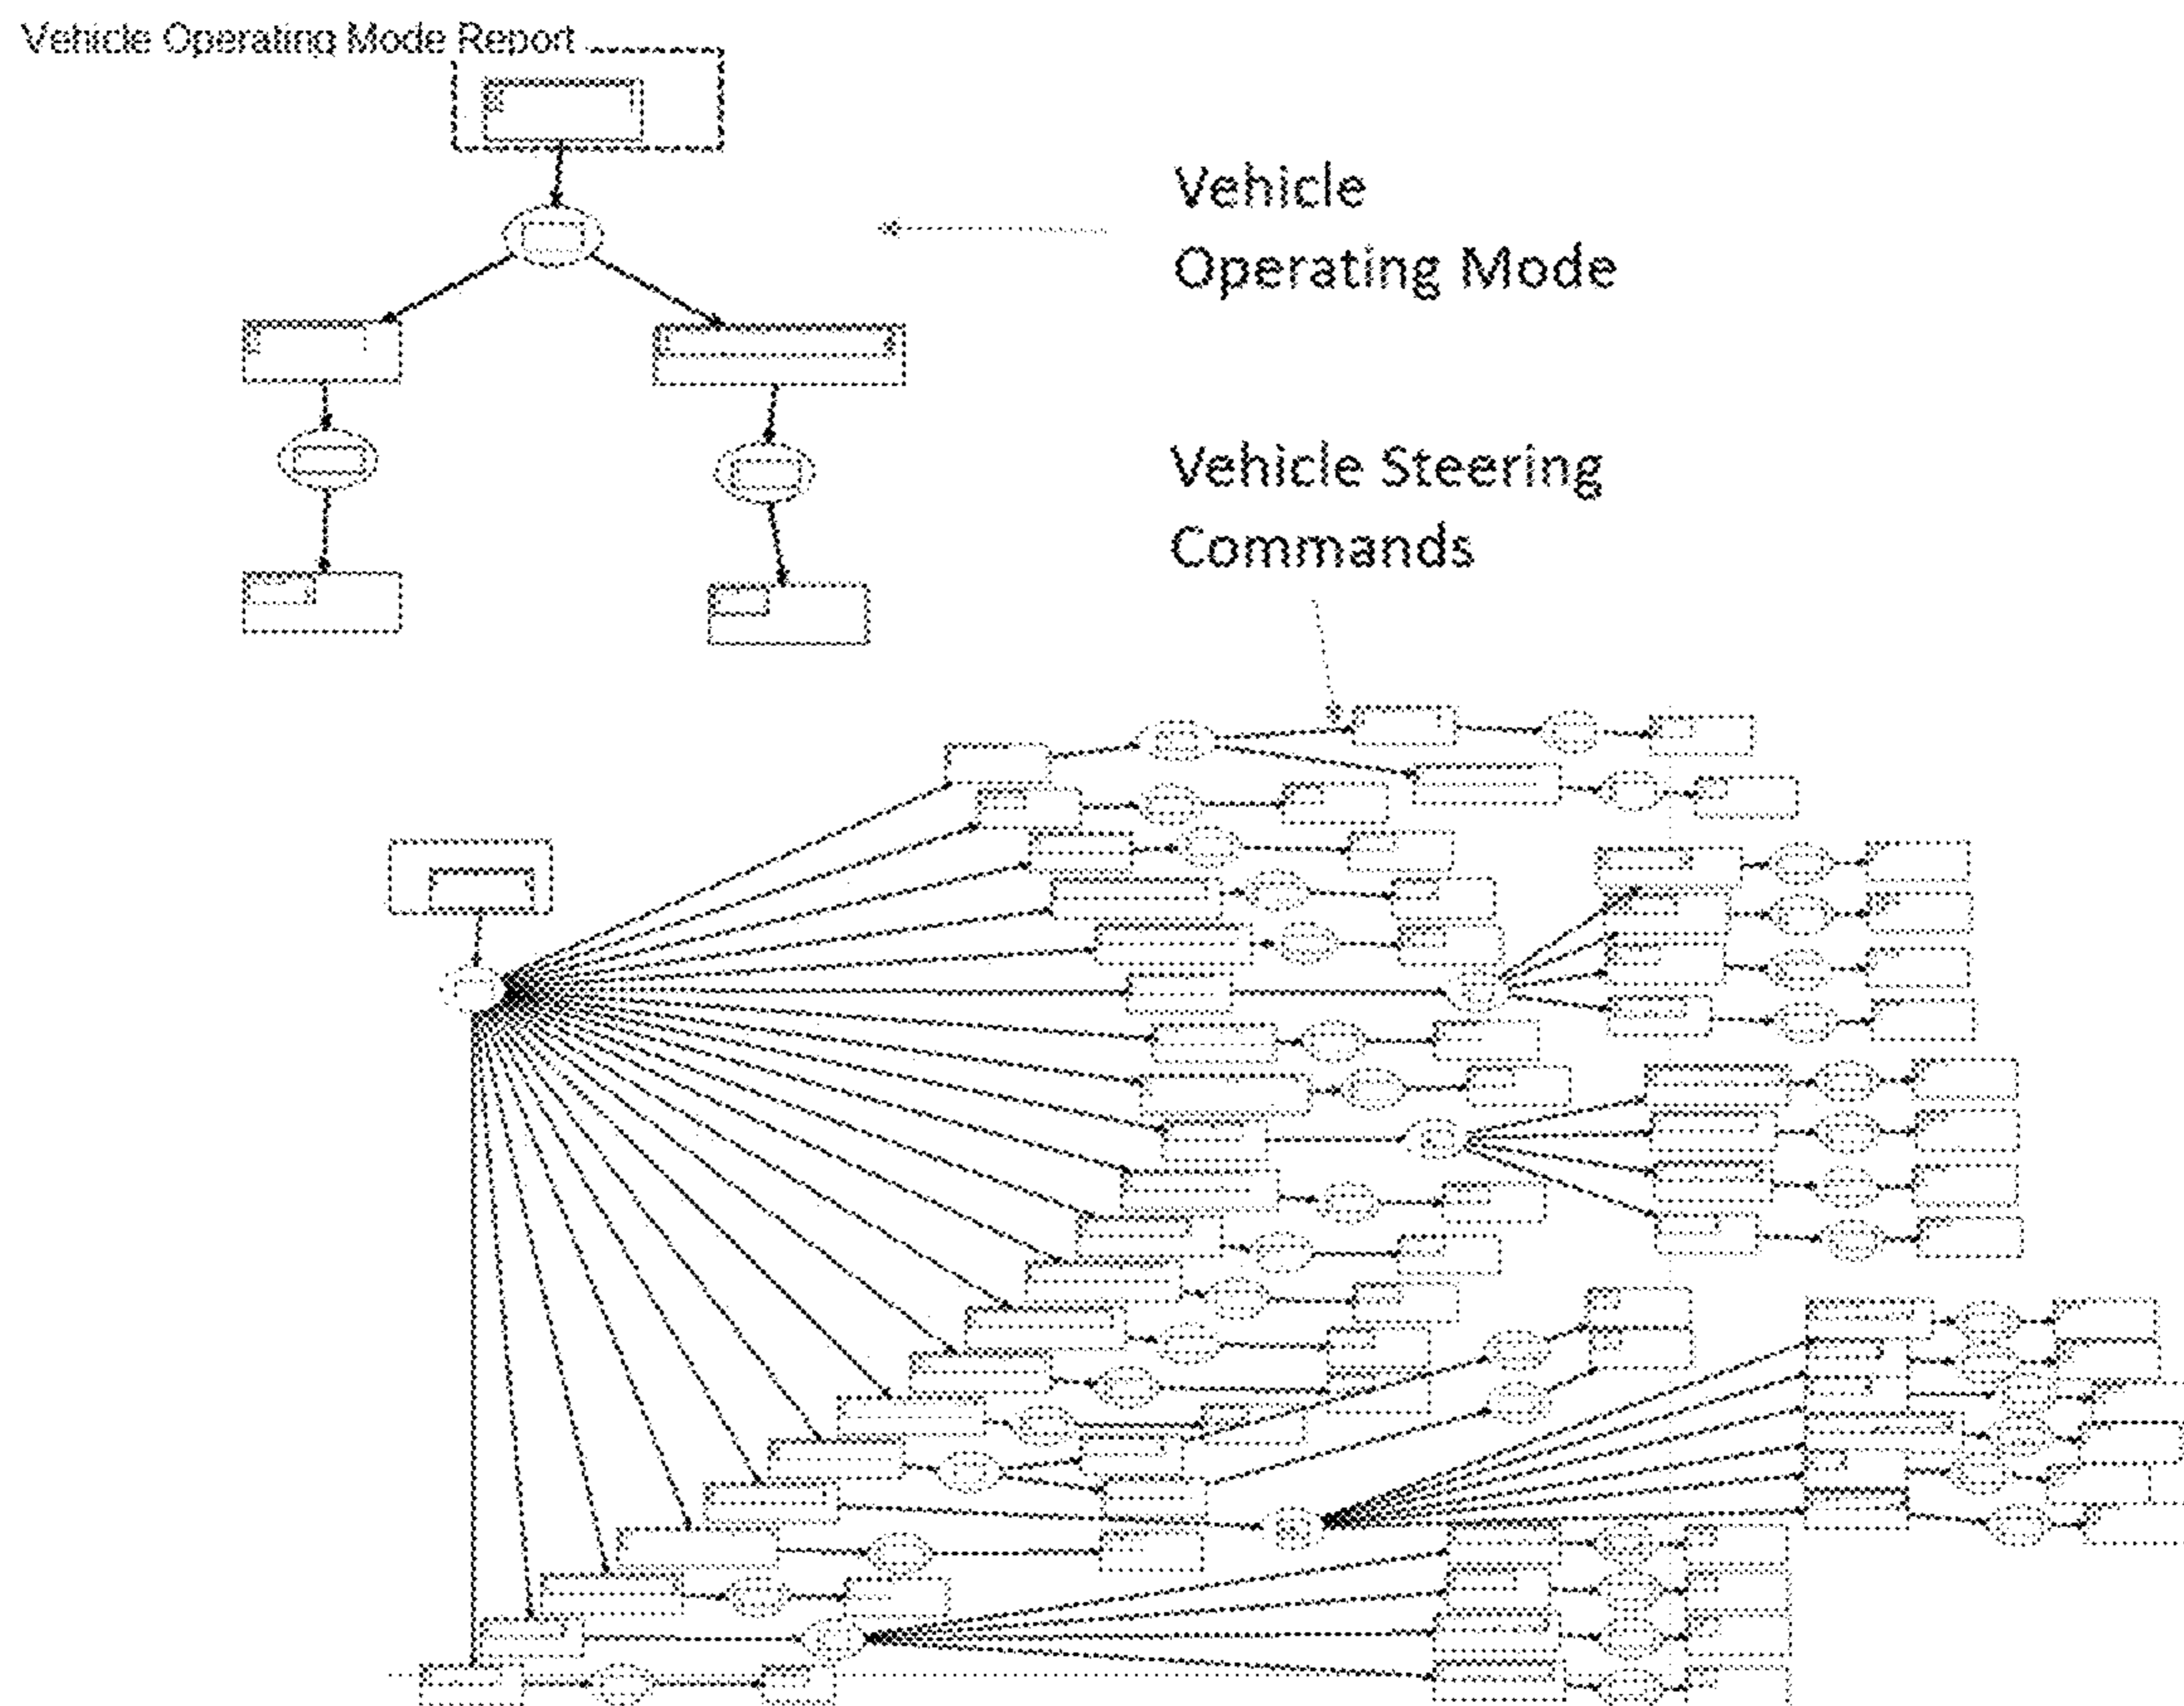 Vehicle Operating Mode Report
Vehicle
Operating Mode
Vehicle Steering
Commands